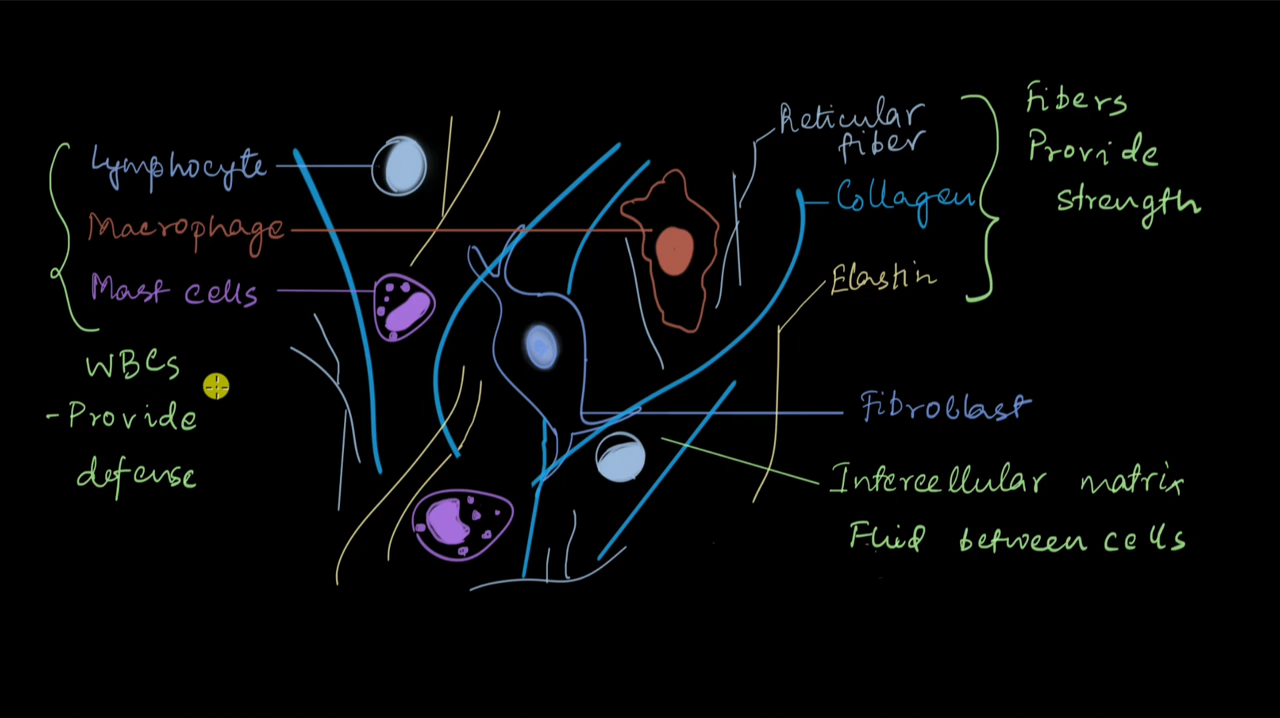 Lymphocyte
Macrophage
Mast cells
WBCs
- Provide
defense
Reticular
fiber
Collagen
Elastin
Fibers
Provide
strength
Fibroblast
Intercellular matrix
Fluid between cells